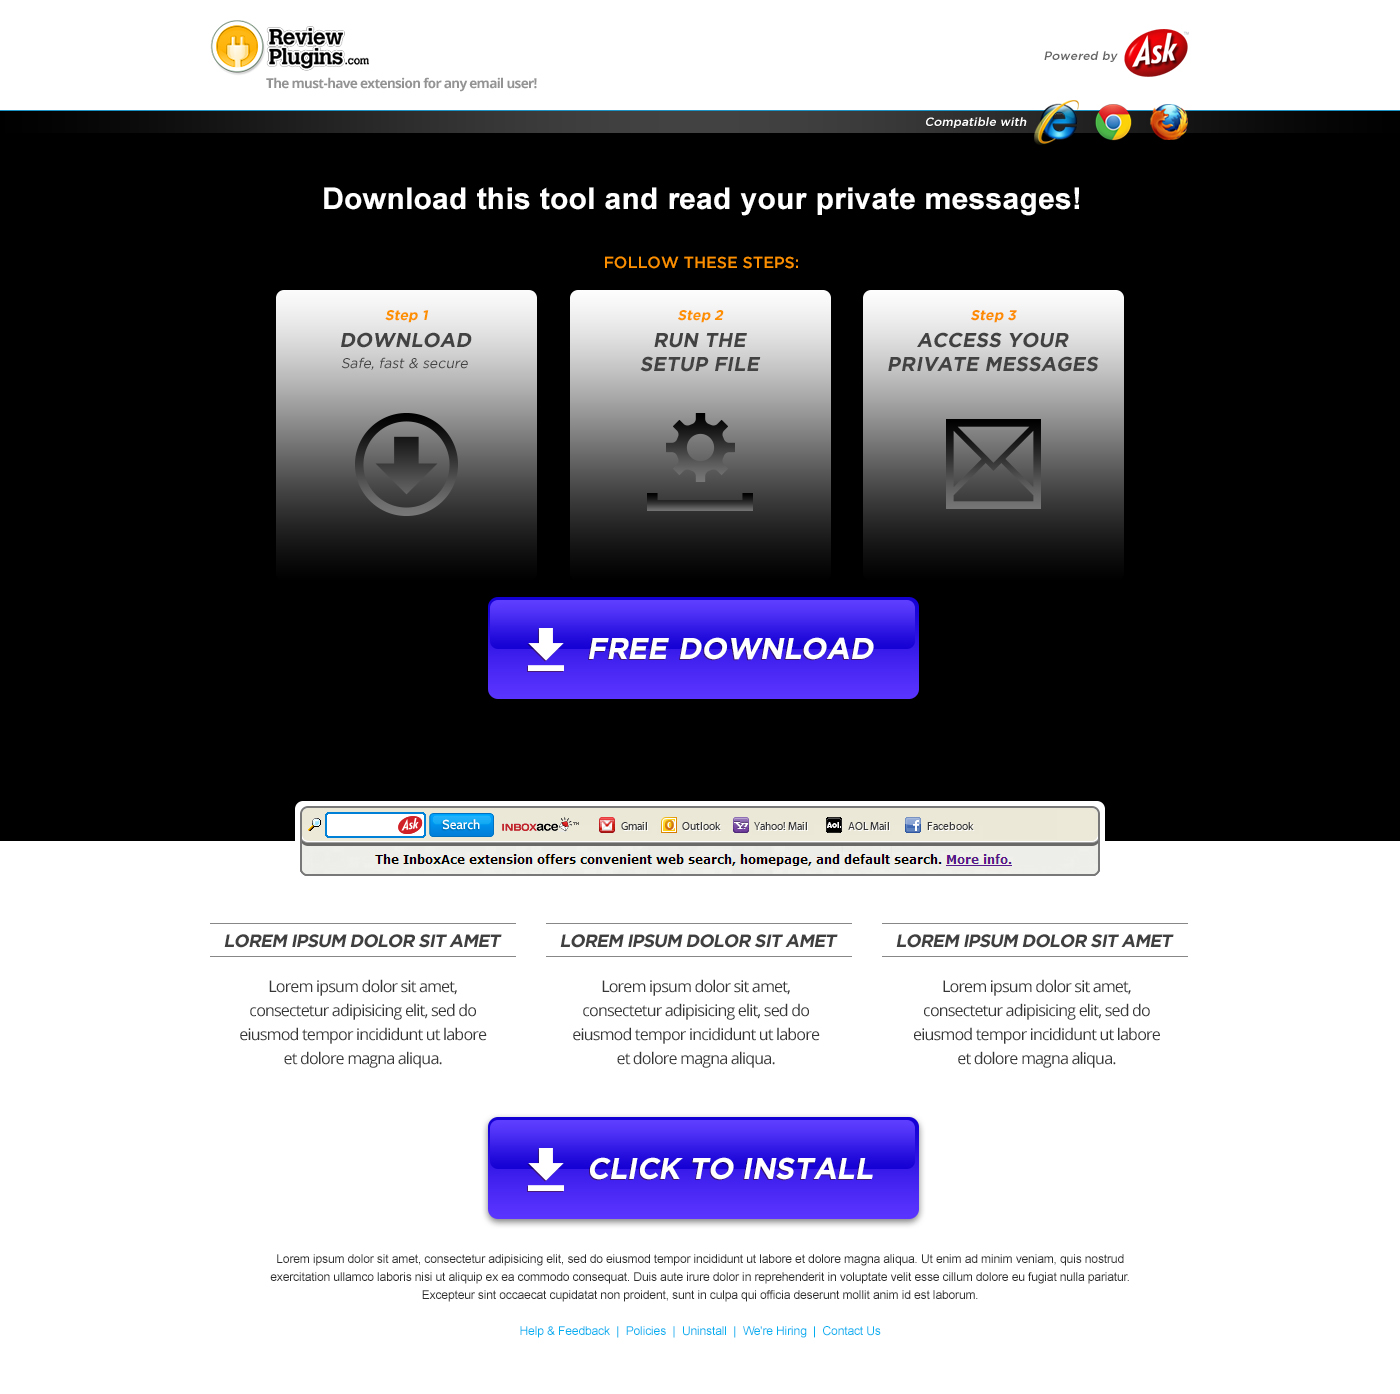 Review
Plugins.com
The must-have extension for any email user!
Powered by Ask
Compatible with
Download this tool and read your private messages!
FOLLOW THESE STEPS:
Step 1
DOWNLOAD
Safe, fast & secure
Step 2
RUN THE
SETUP FILE
Step 3
ACCESS YOUR
PRIVATE MESSAGES
FREE DOWNLOAD
Ask Search INBOXace™ Gmail Outlook Yahoo! Mail Aol. AOL Mail Facebook
The InboxAce extension offers convenient web search, homepage, and default search. More info.
LOREM IPSUM DOLOR SIT AMET
Lorem ipsum dolor sit amet,
consectetur adipisicing elit, sed do
eiusmod tempor incididunt ut labore
et dolore magna aliqua.
LOREM IPSUM DOLOR SIT AMET
Lorem ipsum dolor sit amet,
consectetur adipisicing elit, sed do
eiusmod tempor incididunt ut labore
et dolore magna aliqua.
LOREM IPSUM DOLOR SIT AMET
Lorem ipsum dolor sit amet,
consectetur adipisicing elit, sed do
eiusmod tempor incididunt ut labore
et dolore magna aliqua.
CLICK TO INSTALL
Lorem ipsum dolor sit amet, consectetur adipisicing elit, sed do eiusmod tempor incididunt ut labore et dolore magna aliqua. Ut enim ad minim veniam, quis nostrud
exercitation ullamco laboris nisi ut aliquip ex ea commodo consequat. Duis aute irure dolor in reprehenderit in voluptate velit esse cillum dolore eu fugiat nulla pariatur.
Excepteur sint occaecat cupidatat non proident, sunt in culpa qui officia deserunt mollit anim id est laborum.
Help & Feedback | Policies | Uninstall | We're Hiring | Contact Us